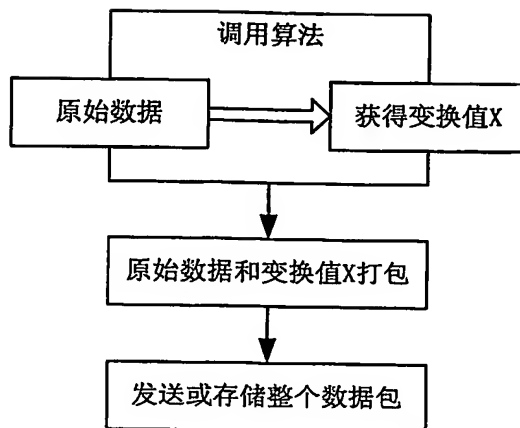 调用算法
原始数据
获得变换值X
原始数据和变换值X打包
发送或存储整个数据包